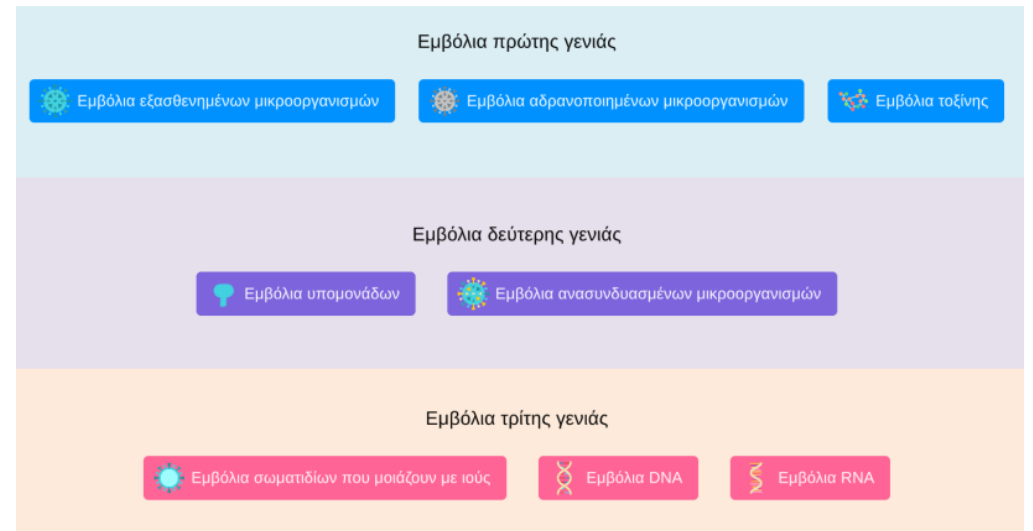 Εμβόλια πρώτης γενιάς
Εμβόλια εξασθενημένων μικροοργανισμών
Εμβόλια αδρανοποιημένων μικροοργανισμών
Εμβόλια τοξίνης
Εμβόλια δεύτερης γενιάς
Εμβόλια υπομονάδων
Εμβόλια ανασυνδυασμένων μικροοργανισμών
Εμβόλια τρίτης γενιάς
Εμβόλια σωματιδίων που μοιάζουν με ιούς
Εμβόλια DNA
Εμβόλια RNA